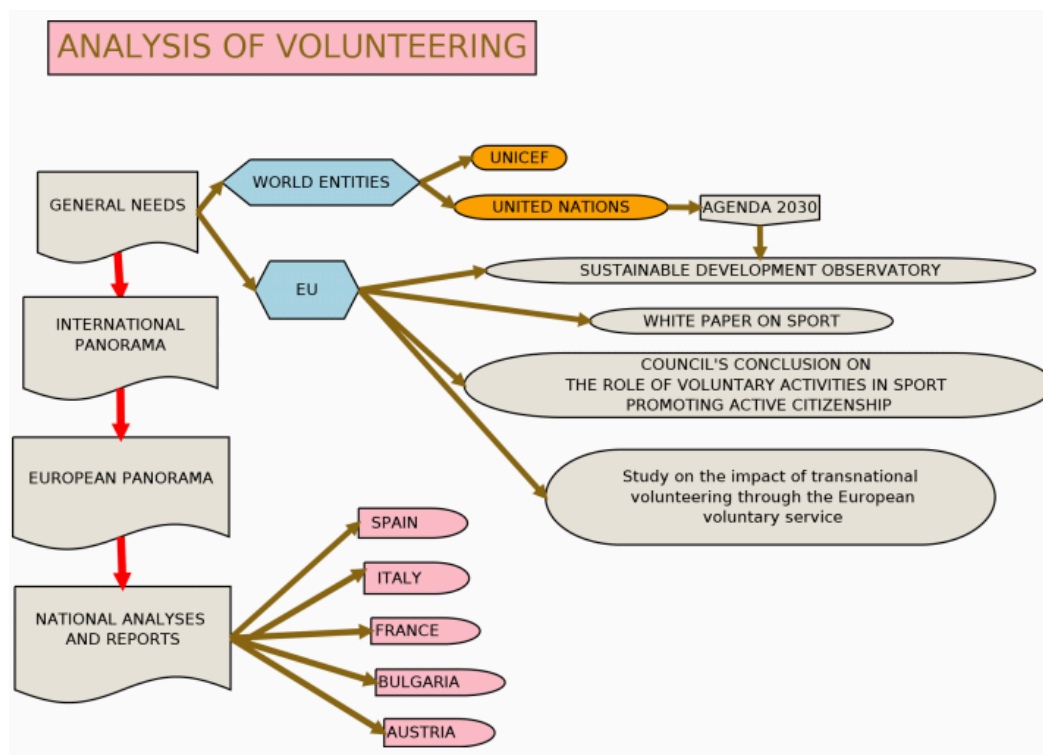 ANALYSIS OF VOLUNTEERING
UNICEF
WORLD ENTITIES
GENERAL NEEDS
UNITED NATIONS
AGENDA 2030
SUSTAINABLE DEVELOPMENT OBSERVATORY
EU
WHITE PAPER ON SPORT
INTERNATIONAL
PANORAMA
COUNCIL'S CONCLUSION ON
THE ROLE OF VOLUNTARY ACTIVITIES IN SPORT
PROMOTING ACTIVE CITIZENSHIP
EUROPEAN PANORAMA
Study on the impact of transnational
volunteering through the European
voluntary service
SPAIN
ITALY
NATIONAL ANALYSES
AND REPORTS
FRANCE
BULGARIA
AUSTRIA